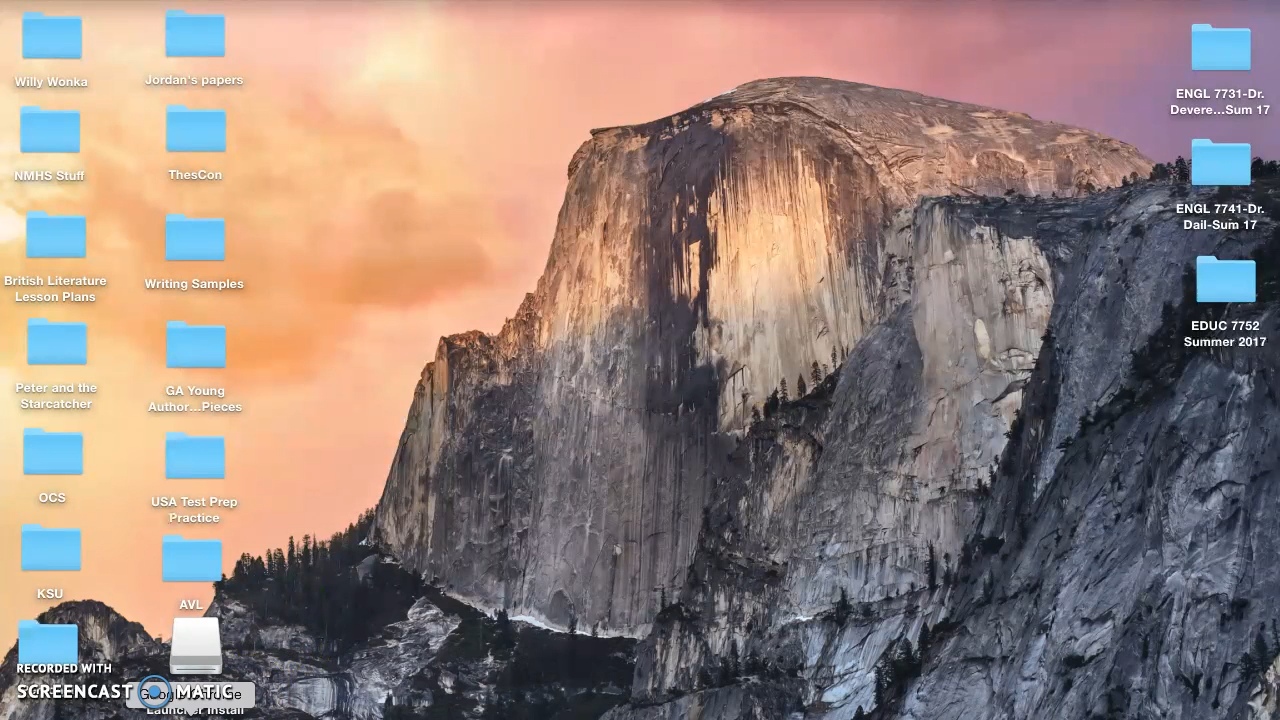 Willy Wonka
Jordan's papers
NMHS Stuff
ThesCon
British Literature
Lesson Plans
Writing Samples
Peter and the
Starcatcher
GA Young
Author...Pieces
OCS
USA Test Prep
Practice
KSU
AVL
RECORDED WITH
SCREENCAST MATIC
Install
ENGL 7731-Dr.
Devere...Sum 17
ENGL 7741-Dr.
Dail-Sum 17
EDUC 7752
Summer 2017